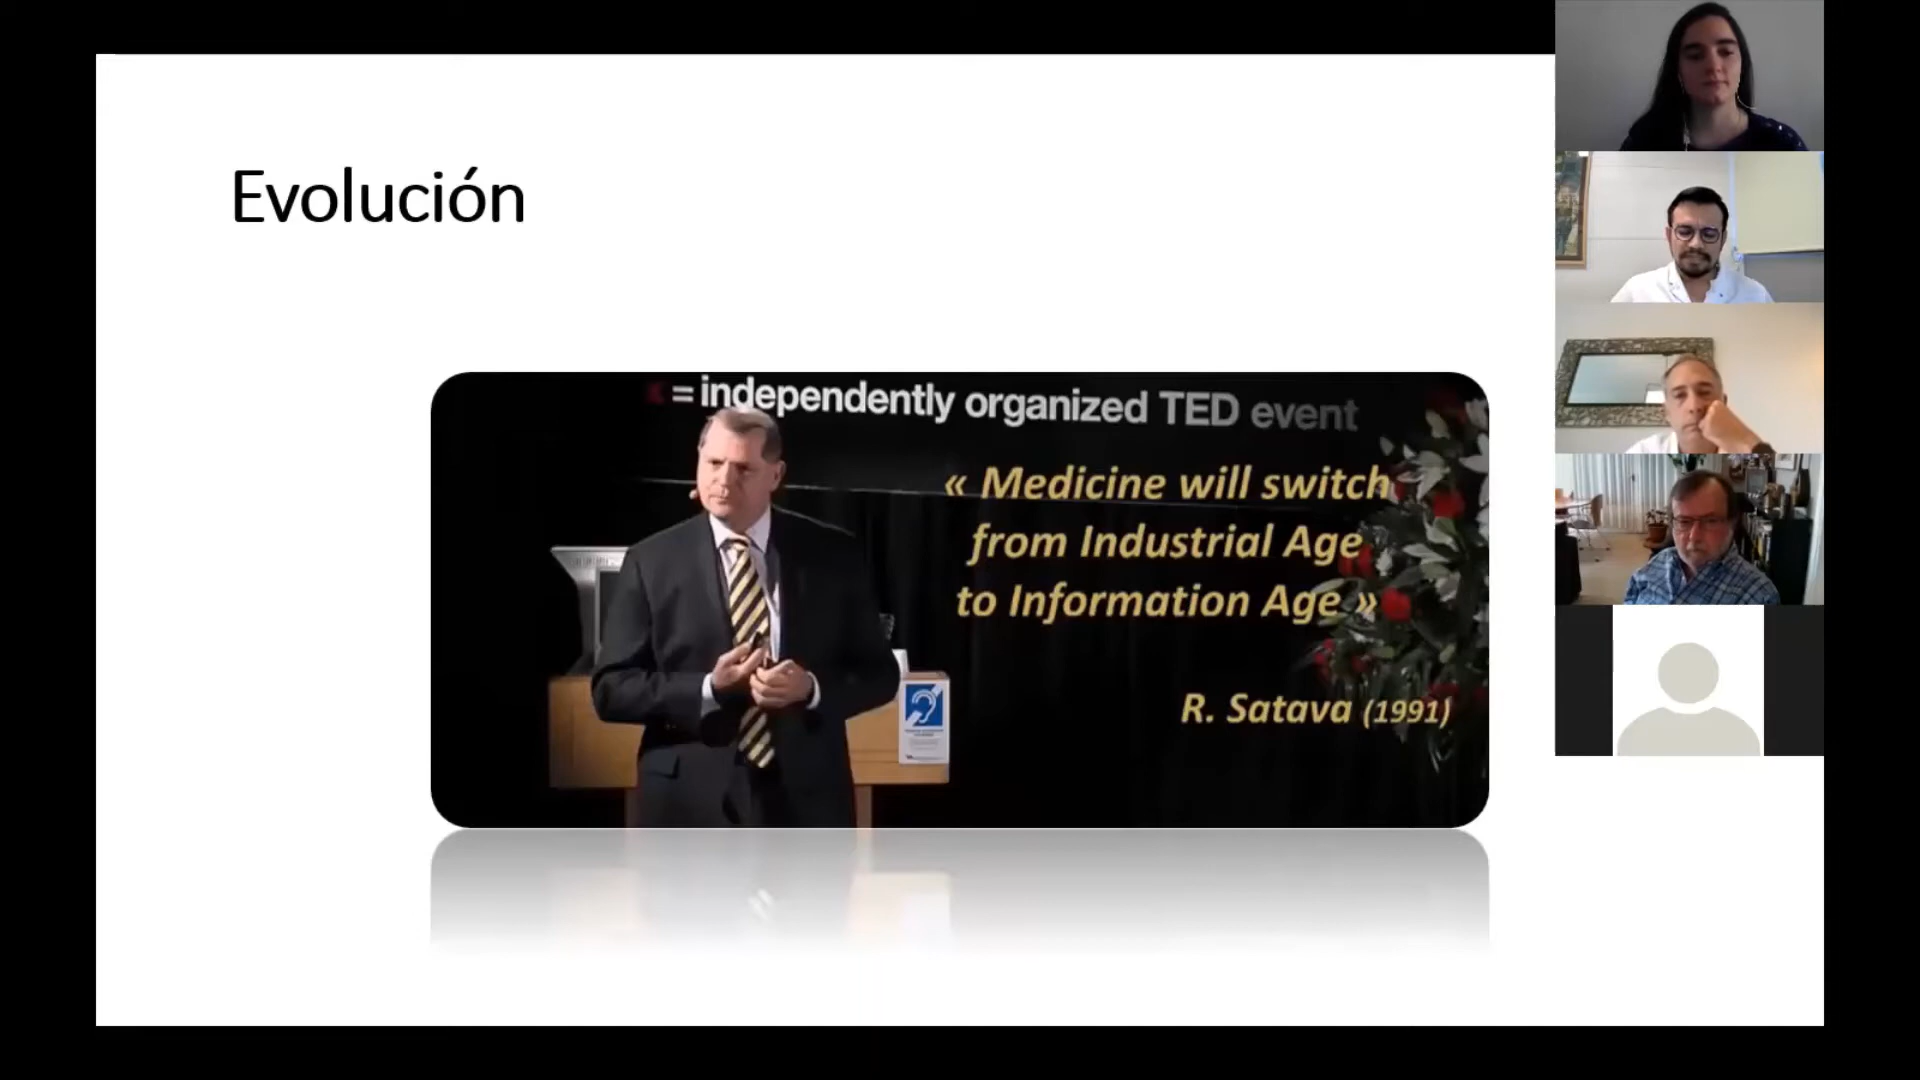 Evolución
= independently organized TED event
« Medicine will switch
from Industrial Age
to Information Age »
R. Satava (1991)